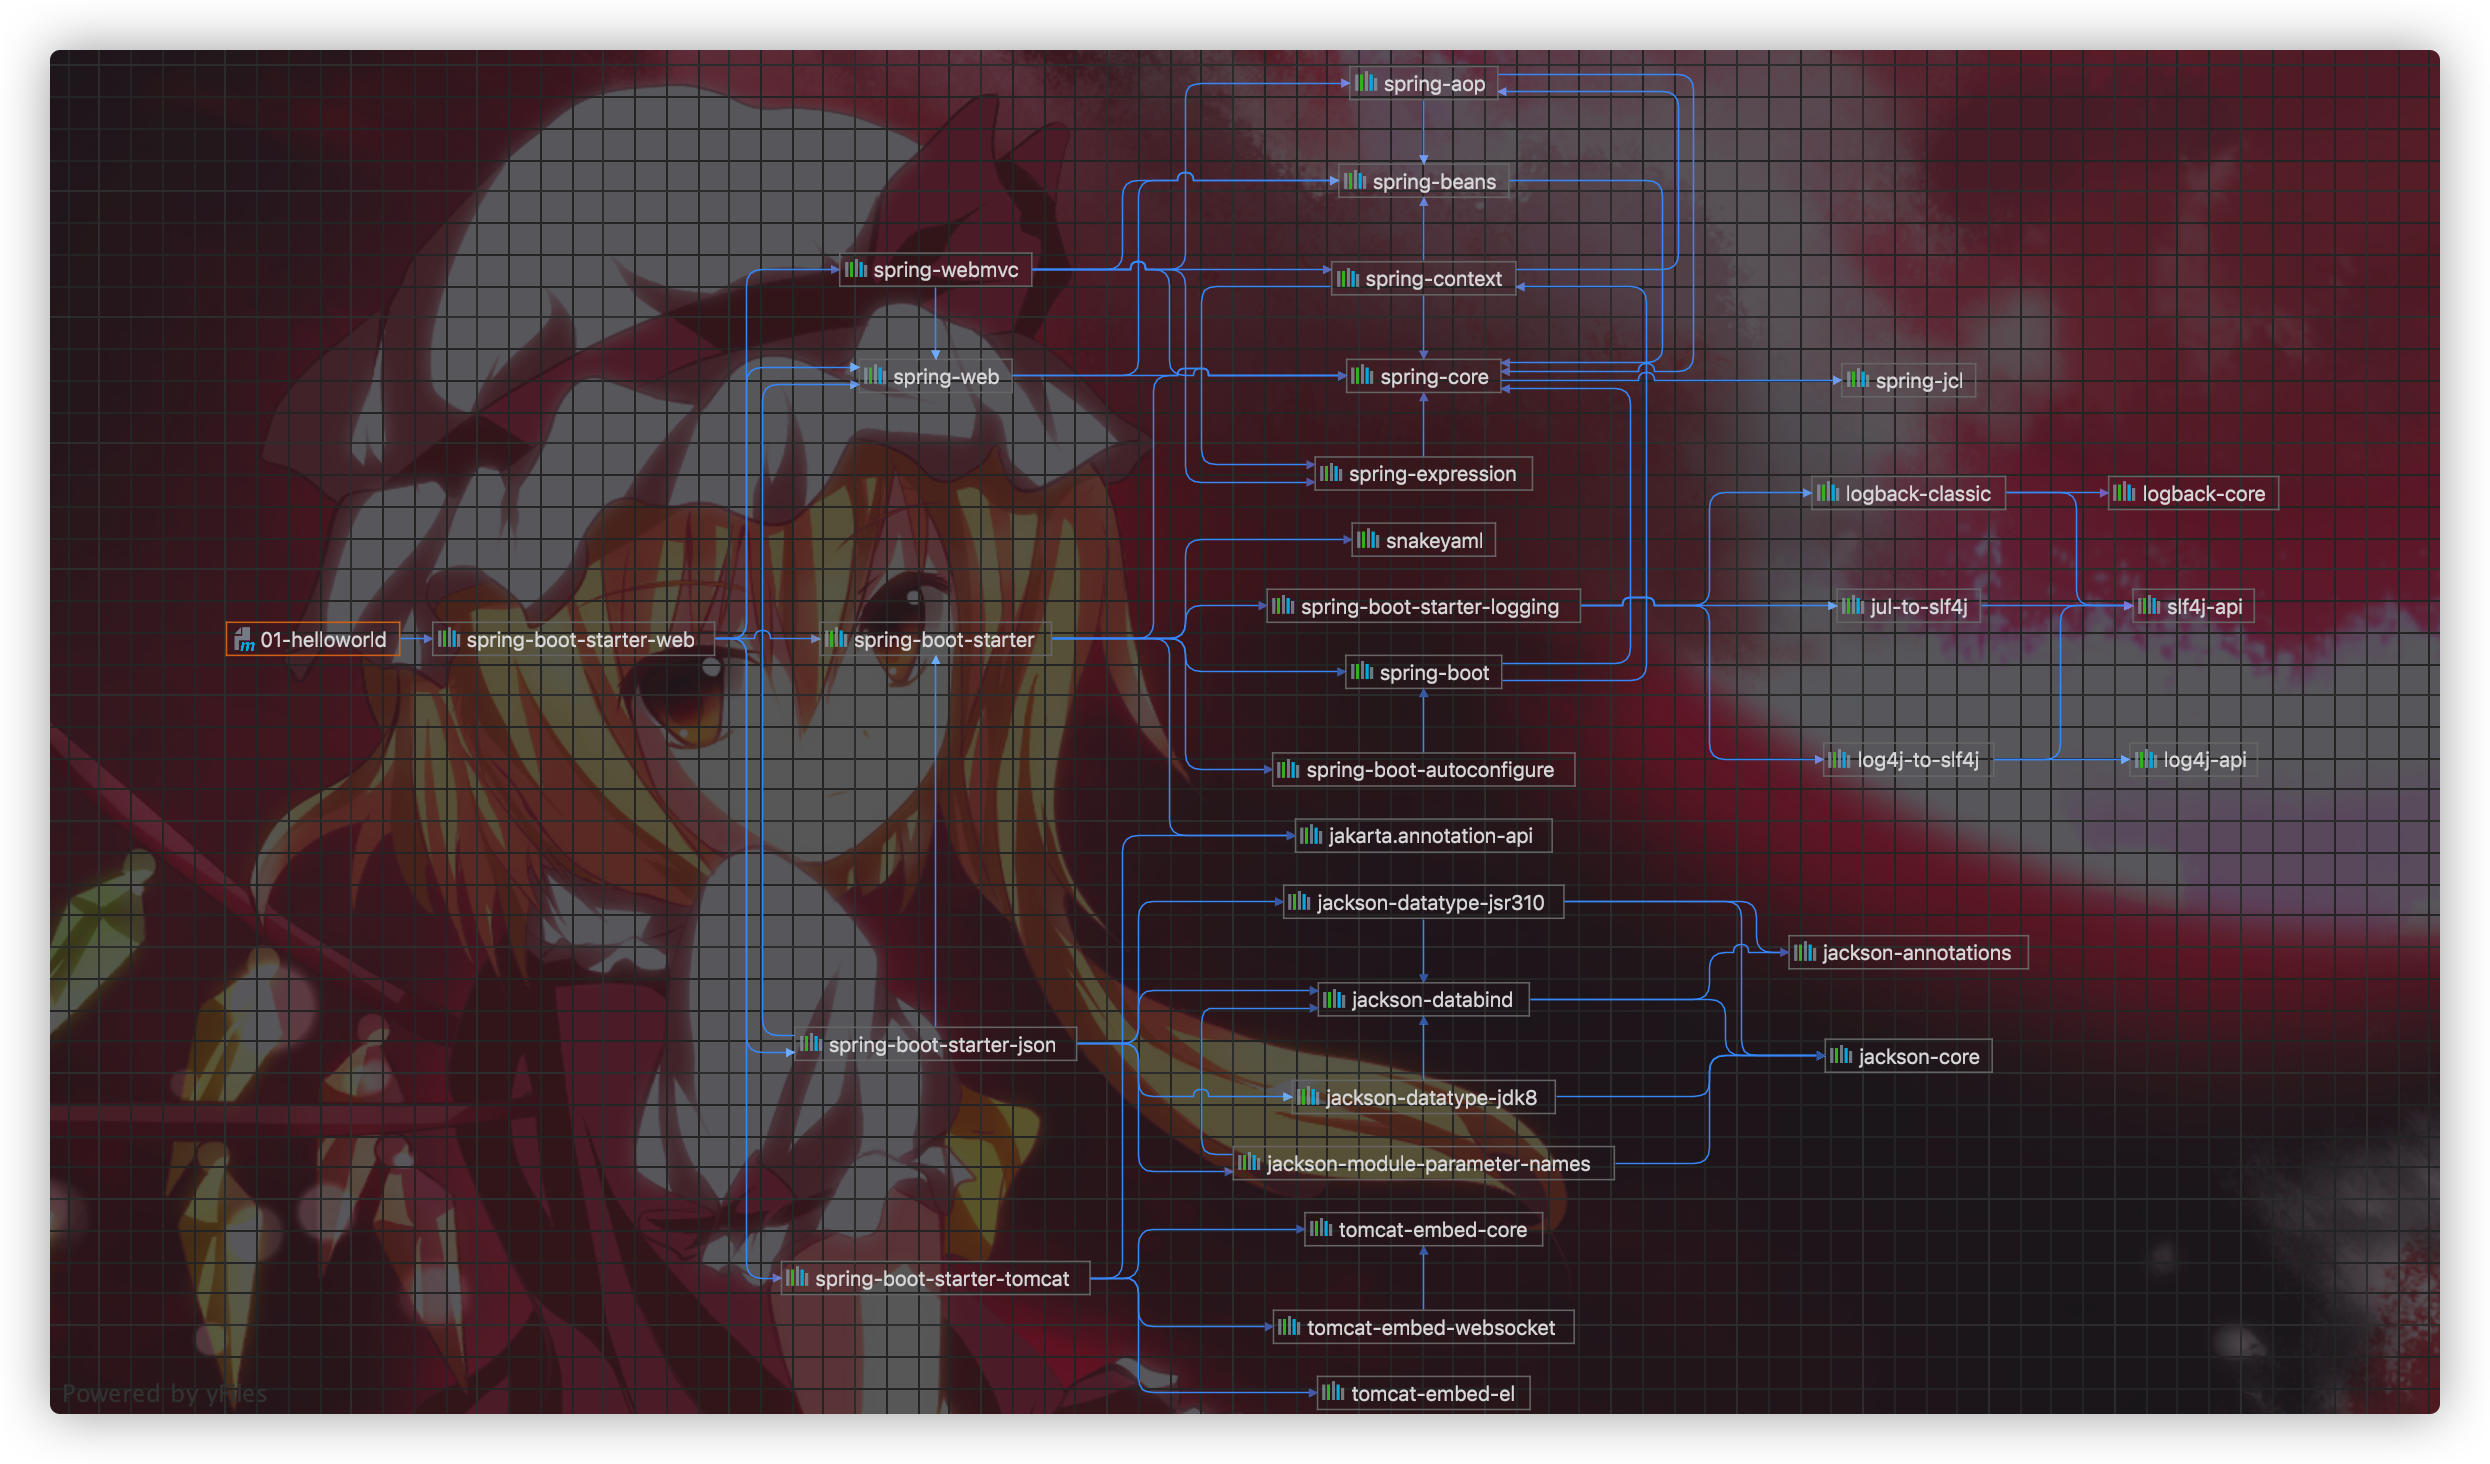 spring-aop
spring-beans
spring-webmvc
spring-context
spring-web
spring-core
spring-jcl
spring-expression
logback-classic
logback-core
snakeyaml
spring-boot-starter-logging
jul-to-slf4j
slf4j-api
01-helloworld
spring-boot-starter-web
spring-boot-starter
spring-boot
log4j-to-slf4j
log4j-api
spring-boot-autoconfigure
jakarta.annotation-api
jackson-datatype-jsr310
jackson-annotations
jackson-databind
spring-boot-starter-json
jackson-core
jackson-datatype-jdk8
jackson-module-parameter-names
tomcat-embed-core
spring-boot-starter-tomcat
tomcat-embed-websocket
tomcat-embed-el
Powered by yFiles